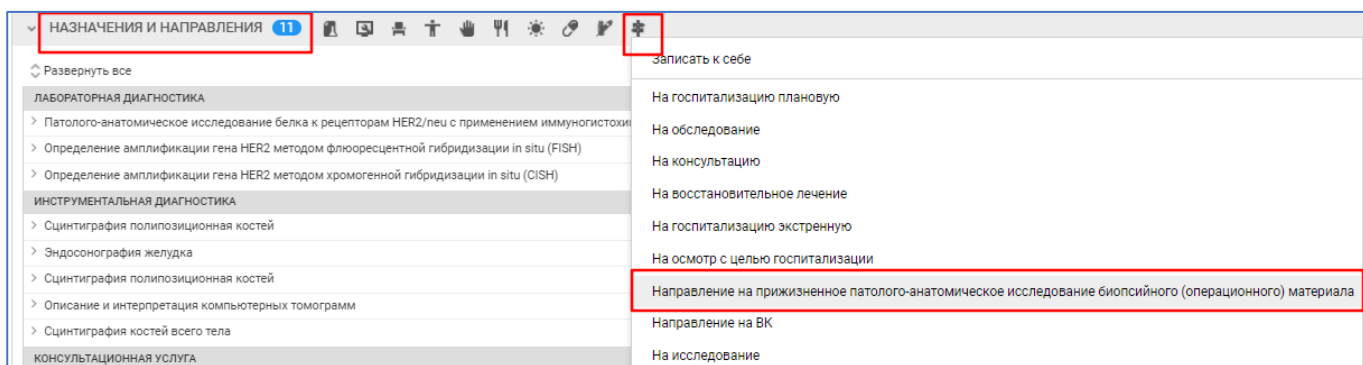 НАЗНАЧЕНИЯ И НАПРАВЛЕНИЯ 11
Развернуть все
ЛАБОРАТОРНАЯ ДИАГНОСТИКА
Патолого-анатомическое исследование белка к рецепторам HER2/neu с применением
Определение амплификации гена HER2 методом флюоресцентной гибридизации in situ (FISH)
Определение амплификации гена HER2 методом хромогенной гибридизации in situ (CISH)
ИНСТРУМЕНТАЛЬНАЯ ДИАГНОСТИКА
Сцинтиграфия полипозиционная костей
Эндосонография желудка
Сцинтиграфия полипозиционная костей
Описание и интерпретация компьютерных томограмм
Сцинтиграфия костей всего тела
КОНСУЛЬТАЦИОННАЯ УСЛУГА
Записать к себе
На госпитализацию плановую
На обследование
На консультацию
На восстановительное лечение
На госпитализацию экстренную
На осмотр с целью госпитализации
Направление на прижизненное патолого-анатомическое исследование биопсийного (операционного) материала
Направление на ВК
На исследование